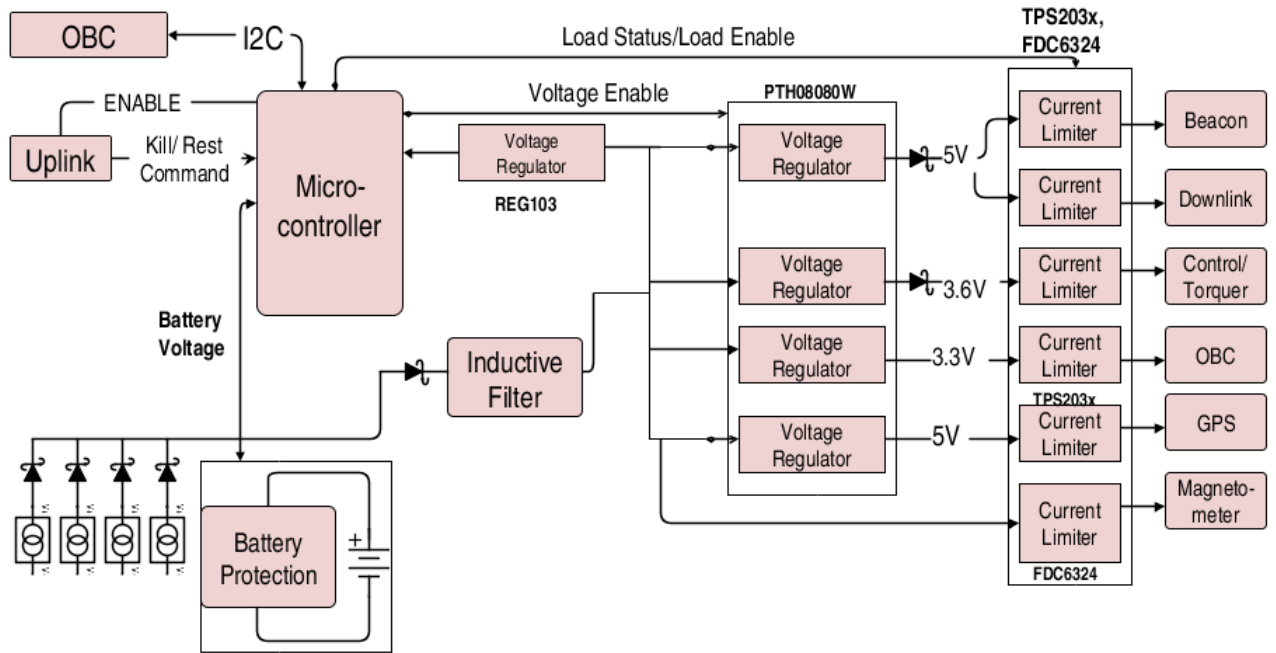 TPS203x,
FDC6324
OBC
I2C
Load Status/Load Enable
ENABLE
Voltage Enable
PTH08080W
Uplink
Kill/ Rest
Command
Micro-
controller
Voltage
Regulator
REG103
Voltage
Regulator
5V
Current
Limiter
Beacon
Current
Limiter
Downlink
Voltage
Regulator
3.6V
Current
Limiter
Control/
Torquer
Battery
Voltage
Inductive
Filter
Voltage
Regulator
3.3V
Current
Limiter
OBC
TPS203x
Voltage
Regulator
5V
Current
Limiter
GPS
Current
Limiter
Magneto-
meter
FDC6324
Battery
Protection
+